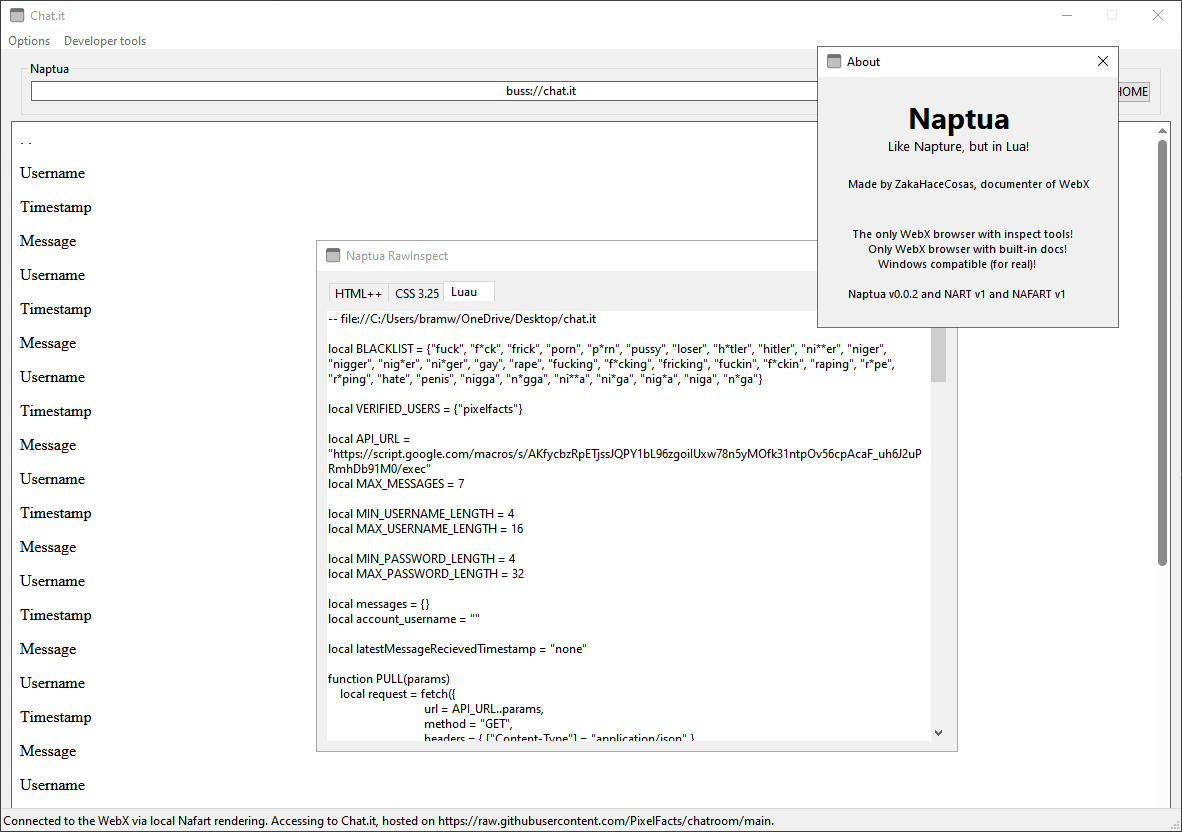 Chat.it
Options Developer tools
Naptua
buss://chat.it
HOME
. .
Username
Timestamp
Message
Username
Timestamp
Message
Username
Timestamp
Message
Username
Timestamp
Message
Username
Timestamp
Message
Username
Timestamp
Message
Username
Naptua RawInspect
HTML++ CSS 3.25 Luau
-- file://C:/Users/bramw/OneDrive/Desktop/chat.it
local BLACKLIST = {"fuck", "f*ck", "frick", "porn", "p*rn", "pussy", "loser", "h*tler", "hitler", "ni**er", "niger",
"nigger", "nig*er", "ni*ger", "gay", "rape", "fucking", "f*cking", "fricking", "fuckin", "f*ckin", "raping", "r*pe",
"r*ping", "hate", "penis", "nigga", "n*gga", "ni**a", "ni*ga", "nig*a", "niga", "n*ga"}
local VERIFIED_USERS = {"pixelfacts"}
local API_URL =
"https://script.google.com/macros/s/AKfycbzRpETjssJQPY1bL96zgoiIUxw78n5yMOfk31ntpOv56cpAcaF_uh6J2uP
RmhDb91M0/exec"
local MAX_MESSAGES = 7
local MIN_USERNAME_LENGTH = 4
local MAX_USERNAME_LENGTH = 16
local MIN_PASSWORD_LENGTH = 4
local MAX_PASSWORD_LENGTH = 32
local messages = {}
local account_username = ""
local latestMessageRecievedTimestamp = "none"
function PULL(params)
local request = fetch({
url = API_URL..params,
method = "GET",
headers = { ["Content-Type"] = "application/json" }
About
Naptua
Like Napture, but in Lua!
Made by ZakaHaceCosas, documenter of WebX
The only WebX browser with inspect tools!
Only WebX browser with built-in docs!
Windows compatible (for real)!
Naptua v0.0.2 and NART v1 and NAFART v1
Connected to the WebX via local Nafart rendering. Accessing to Chat.it, hosted on https://raw.githubusercontent.com/PixelFacts/chatroom/main.